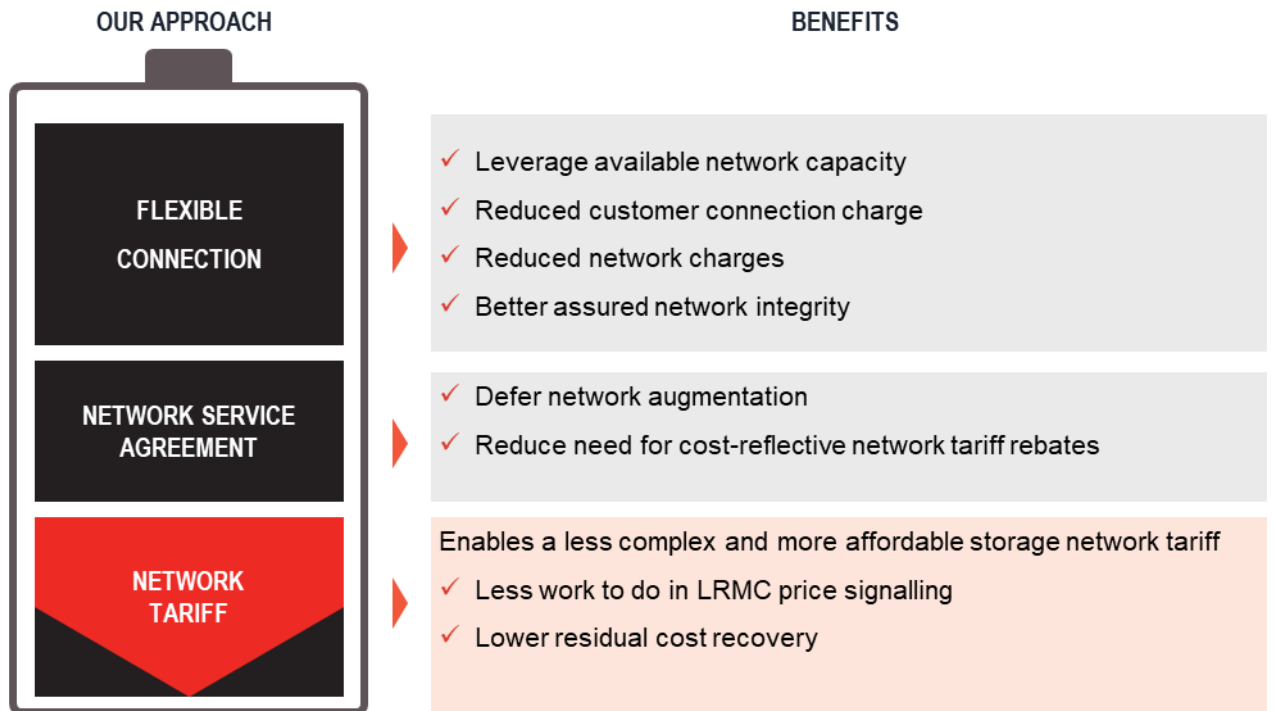 OUR APPROACH
BENEFITS
FLEXIBLE
CONNECTION
✓ Leverage available network capacity
✓ Reduced customer connection charge
✓ Reduced network charges
✓ Better assured network integrity
NETWORK SERVICE
AGREEMENT
✓ Defer network augmentation
✓ Reduce need for cost-reflective network tariff rebates
NETWORK
TARIFF
Enables a less complex and more affordable storage network tariff
✓ Less work to do in LRMC price signalling
✓ Lower residual cost recovery